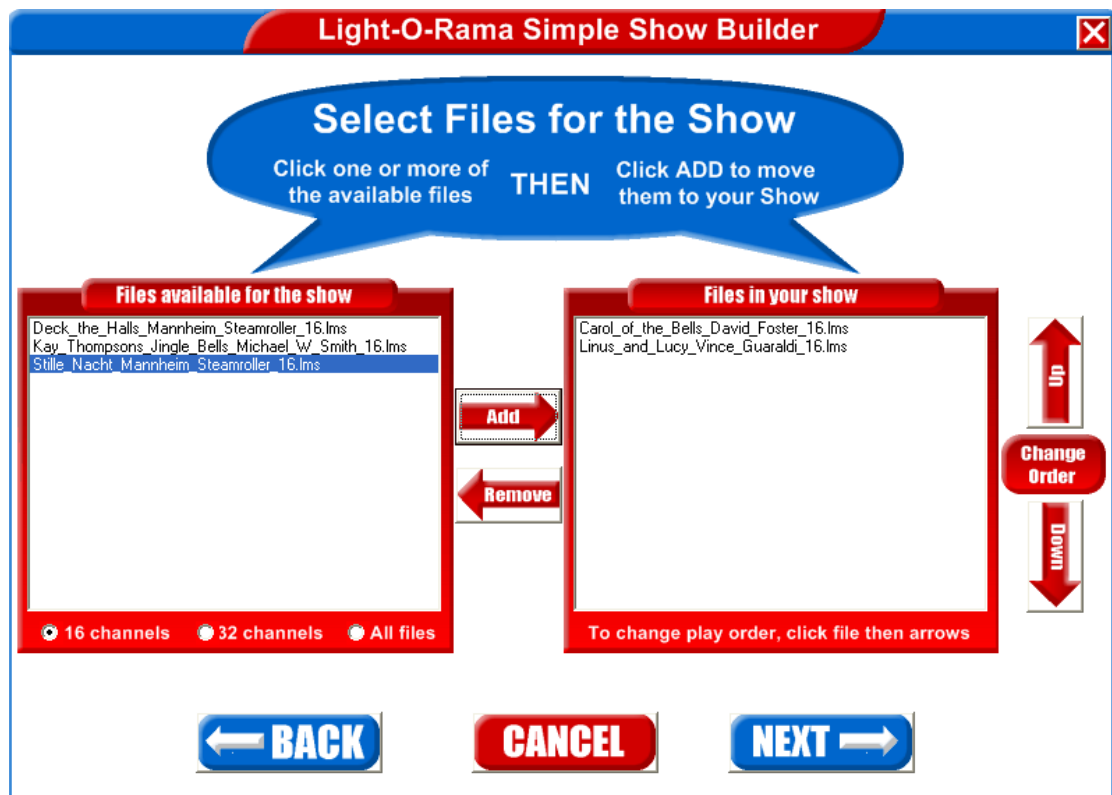 Light-O-Rama Simple Show Builder
Select Files for the Show
Click one or more of
the available files
THEN
Click ADD to move
them to your Show
Files available for the show
Deck_the_Halls_Mannheim_Steamroller_16.lms
Kay_Thompsons_Jingle_Bells_Michael_W_Smith_16.lms
Stille_Nacht_Mannheim_Steamroller_16.lms
16 channels
32 channels
All files
Add
Remove
Files in your show
Carol_of_the_Bells_David_Foster_16.lms
Linus_and_Lucy_Vince_Guaraldi_16.lms
To change play order, click file then arrows
Up
Change
Order
Down
BACK
CANCEL
NEXT